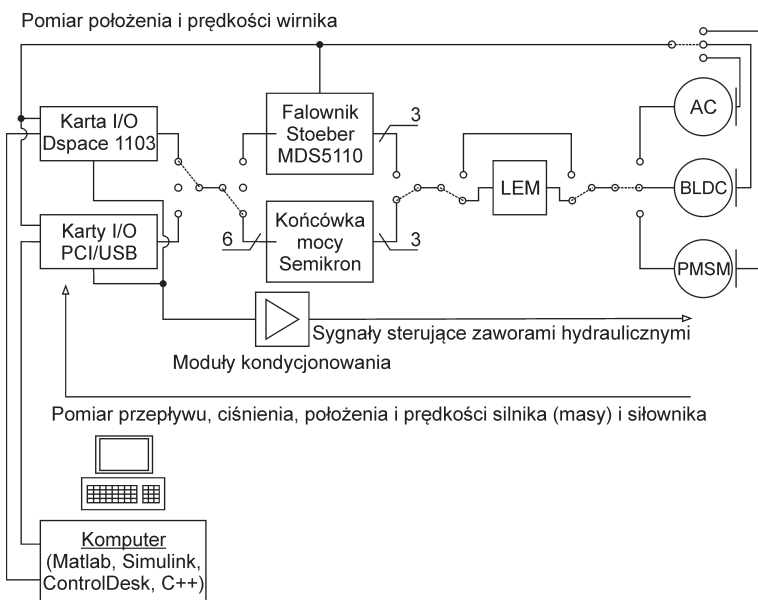 Pomiar położenia i prędkości wirnika
Karta I/O
Dspace 1103
Falownik
Stoeber
MDS5110
3
AC
LEM
BLDC
Karty I/O
PCI/USB
6
Końcówka
mocy
Semikron
3
PMSM
Sygnały sterujące zaworami hydraulicznymi
Moduły kondycjonowania
Pomiar przepływu, ciśnienia, położenia i prędkości silnika (masy) i siłownika
Komputer
(Matlab, Simulink,
ControlDesk, C++)